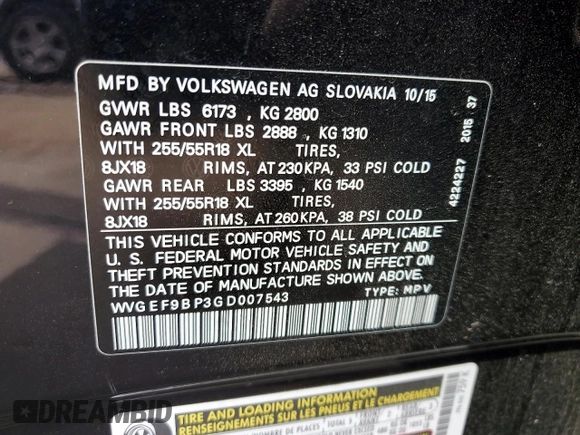 MFD BY VOLKSWAGEN AG SLOVAKIA 10/15
GVWR LBS 6173, KG 2800
GAWR FRONT LBS 2888, KG 1310
WITH 255/55R18 XL TIRES,
8JX18 RIMS, AT 230KPA, 33 PSI COLD
GAWR REAR LBS 3395, KG 1540
WITH 255/55R18 XL TIRES,
8JX18 RIMS, AT 260KPA, 38 PSI COLD
THIS VEHICLE CONFORMS TO ALL APPLICABLE
U. S. FEDERAL MOTOR VEHICLE SAFETY AND
THEFT PREVENTION STANDARDS IN EFFECT ON
THE DATE OF MANUFACTURE SHOWN ABOVE.
WVGEF9BP3GD007543 TYPE: MPV
4224227 2015 37
TIRE AND LOADING INFORMATION
RENSEIGNEMENTS SUR LES PNEUS ET LE CHARGEMENT
DREAMBID